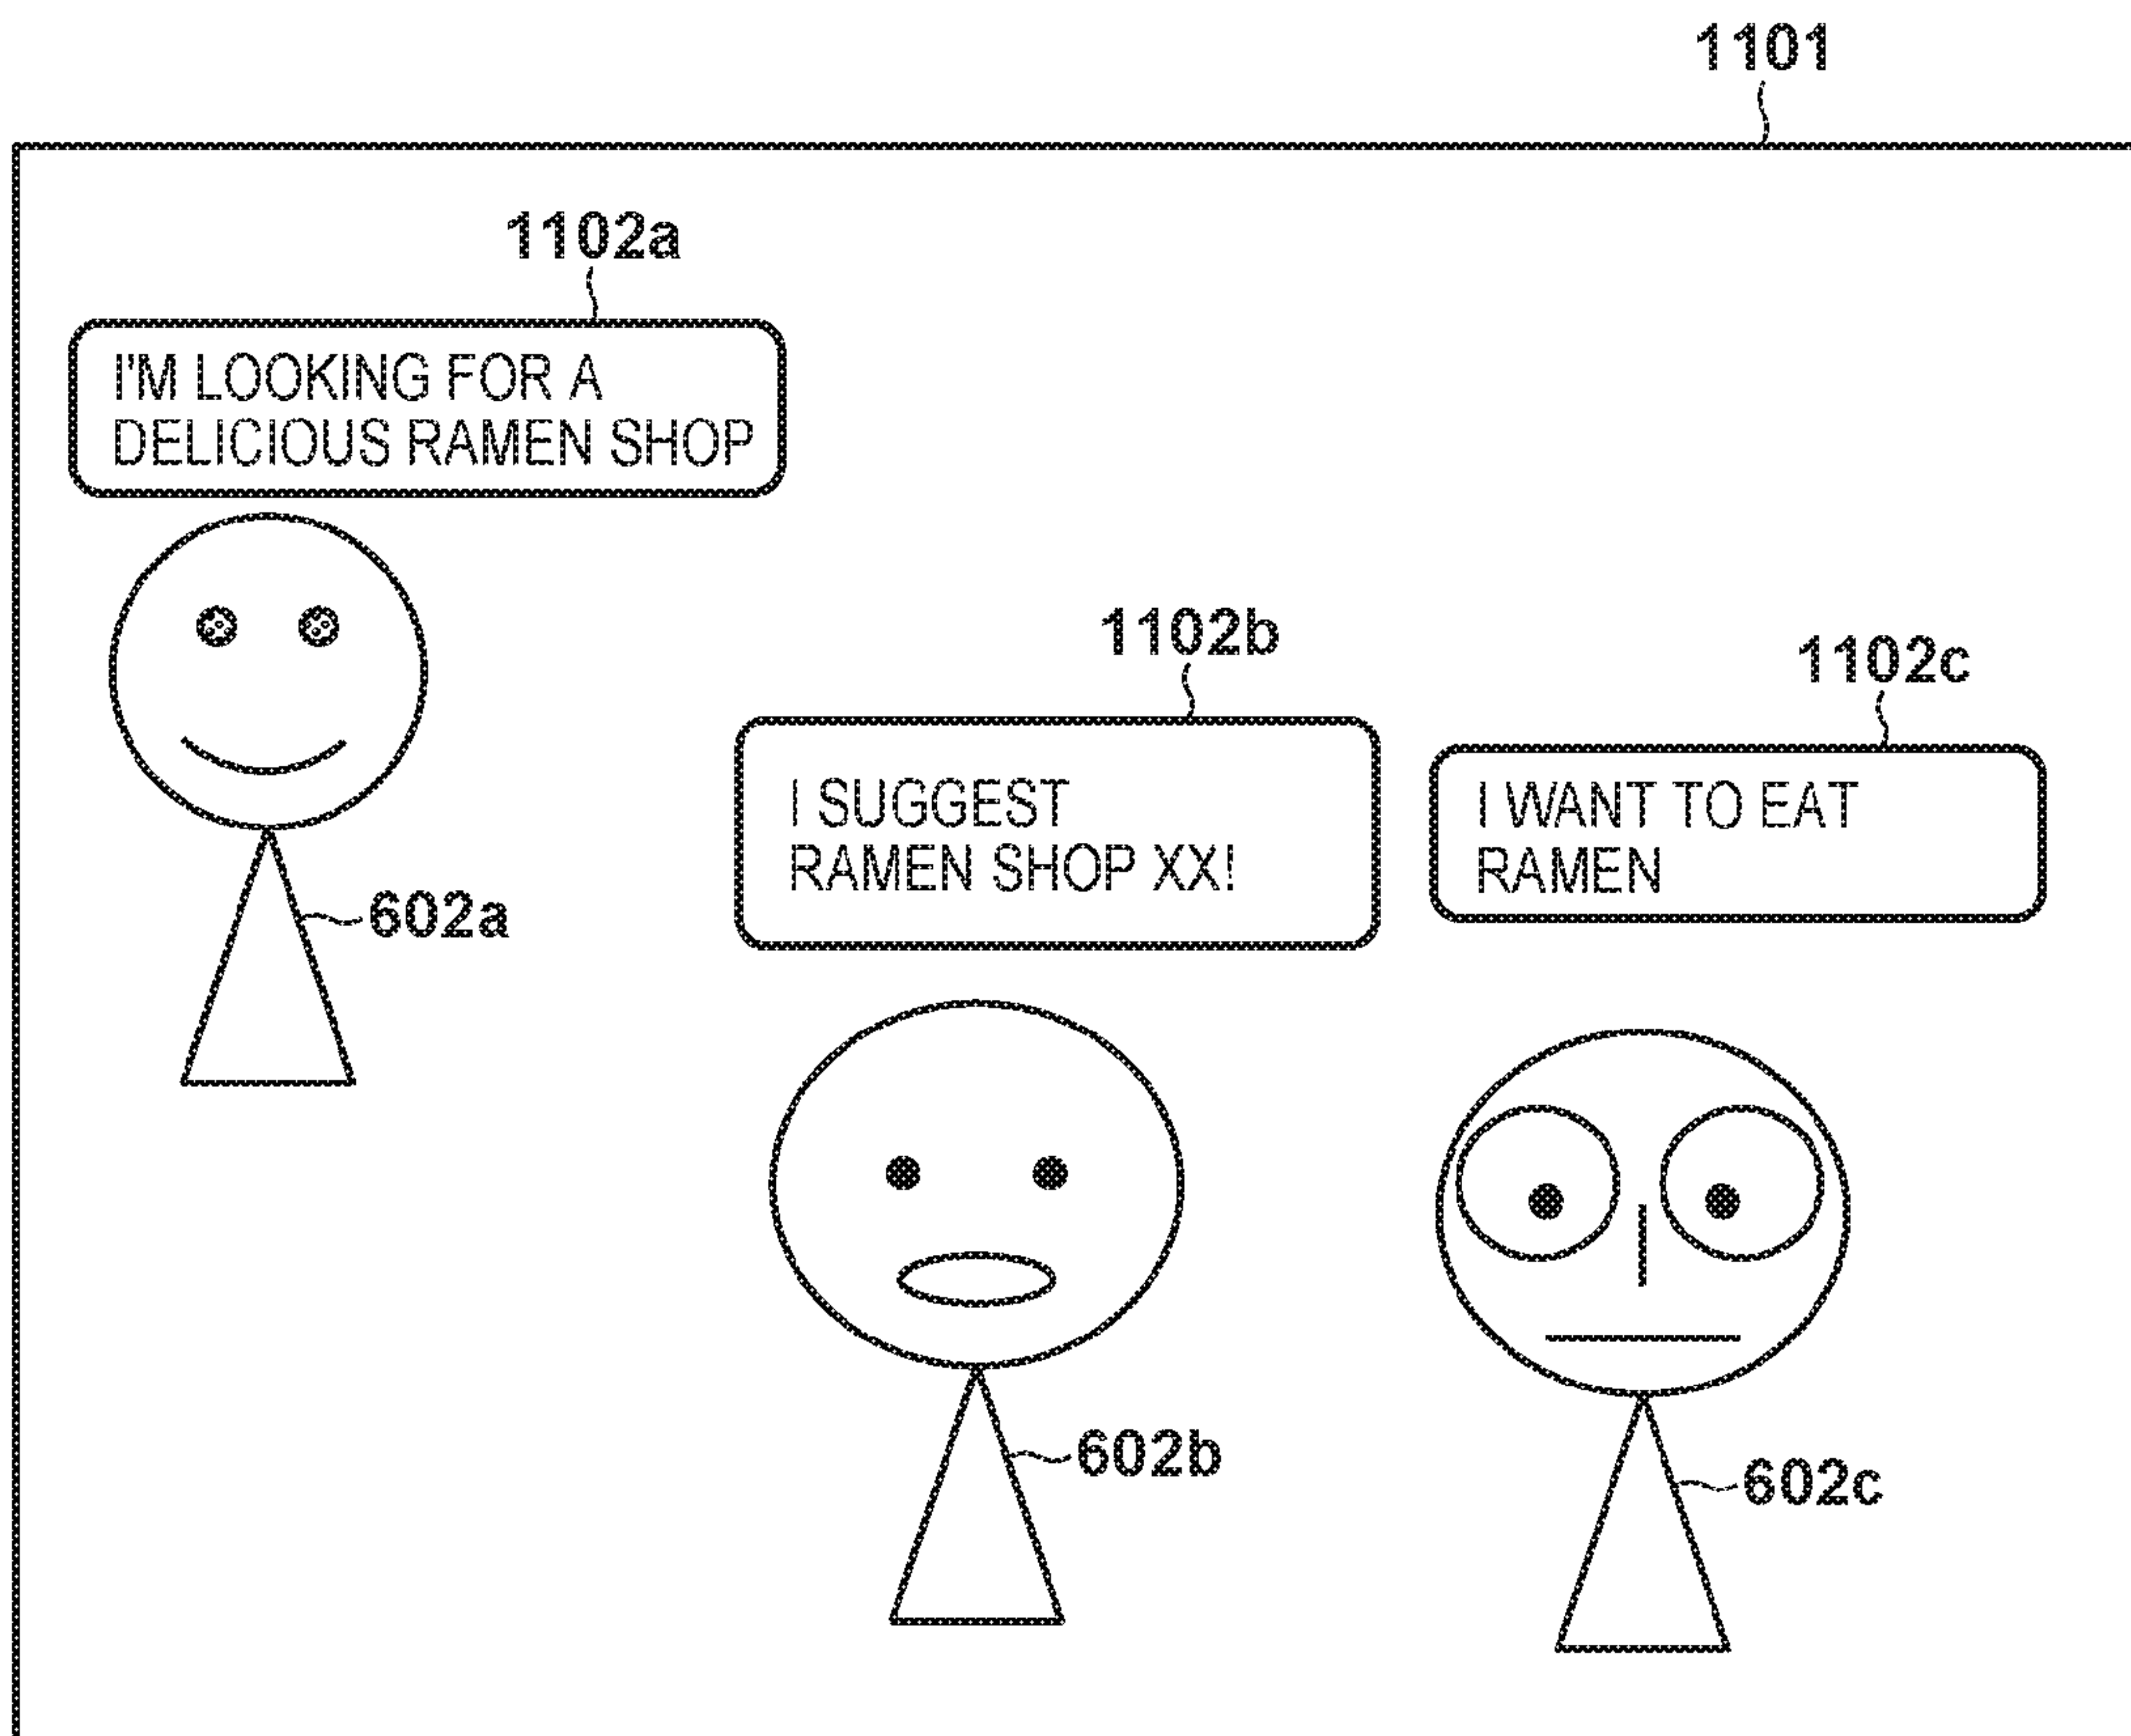 1101
1102a
I'M LOOKING FOR A
DELICIOUS RAMEN SHOP
1102b
1102c
I SUGGEST
RAMEN SHOP XX!
I WANT TO EAT
RAMEN
602a
602b
602c